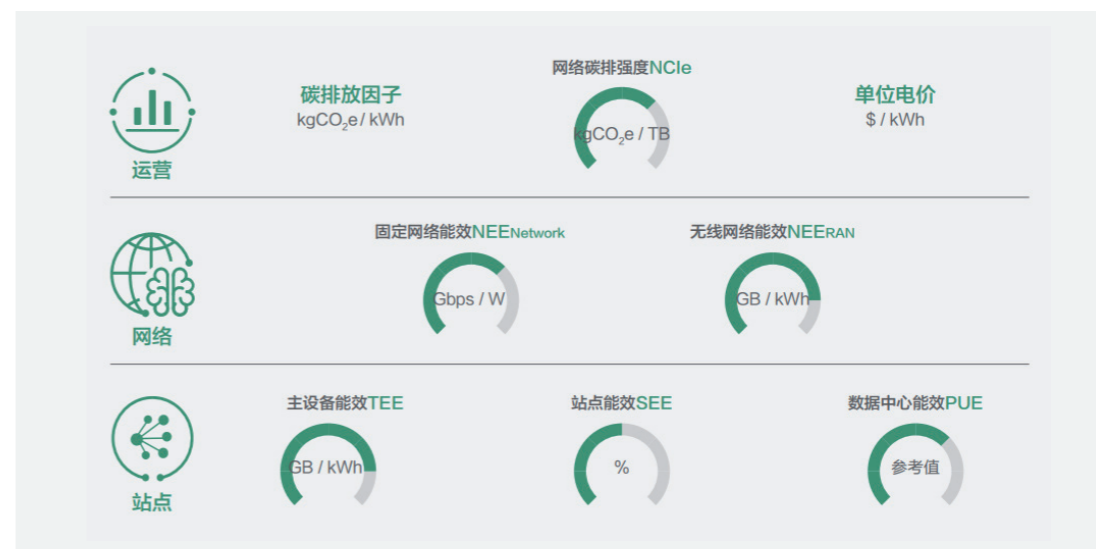 网络碳排强度NCIe
碳排放因子
kgCO₂e / kWh
kgCO₂e / TB
单位电价
$ / kWh
运营
固定网络能效NEENetwork
无线网络能效NEERAN
Gbps / W
GB / kWh
网络
主设备能效TEE
站点能效SEE
数据中心能效PUE
GB / kWh
%
参考值
站点